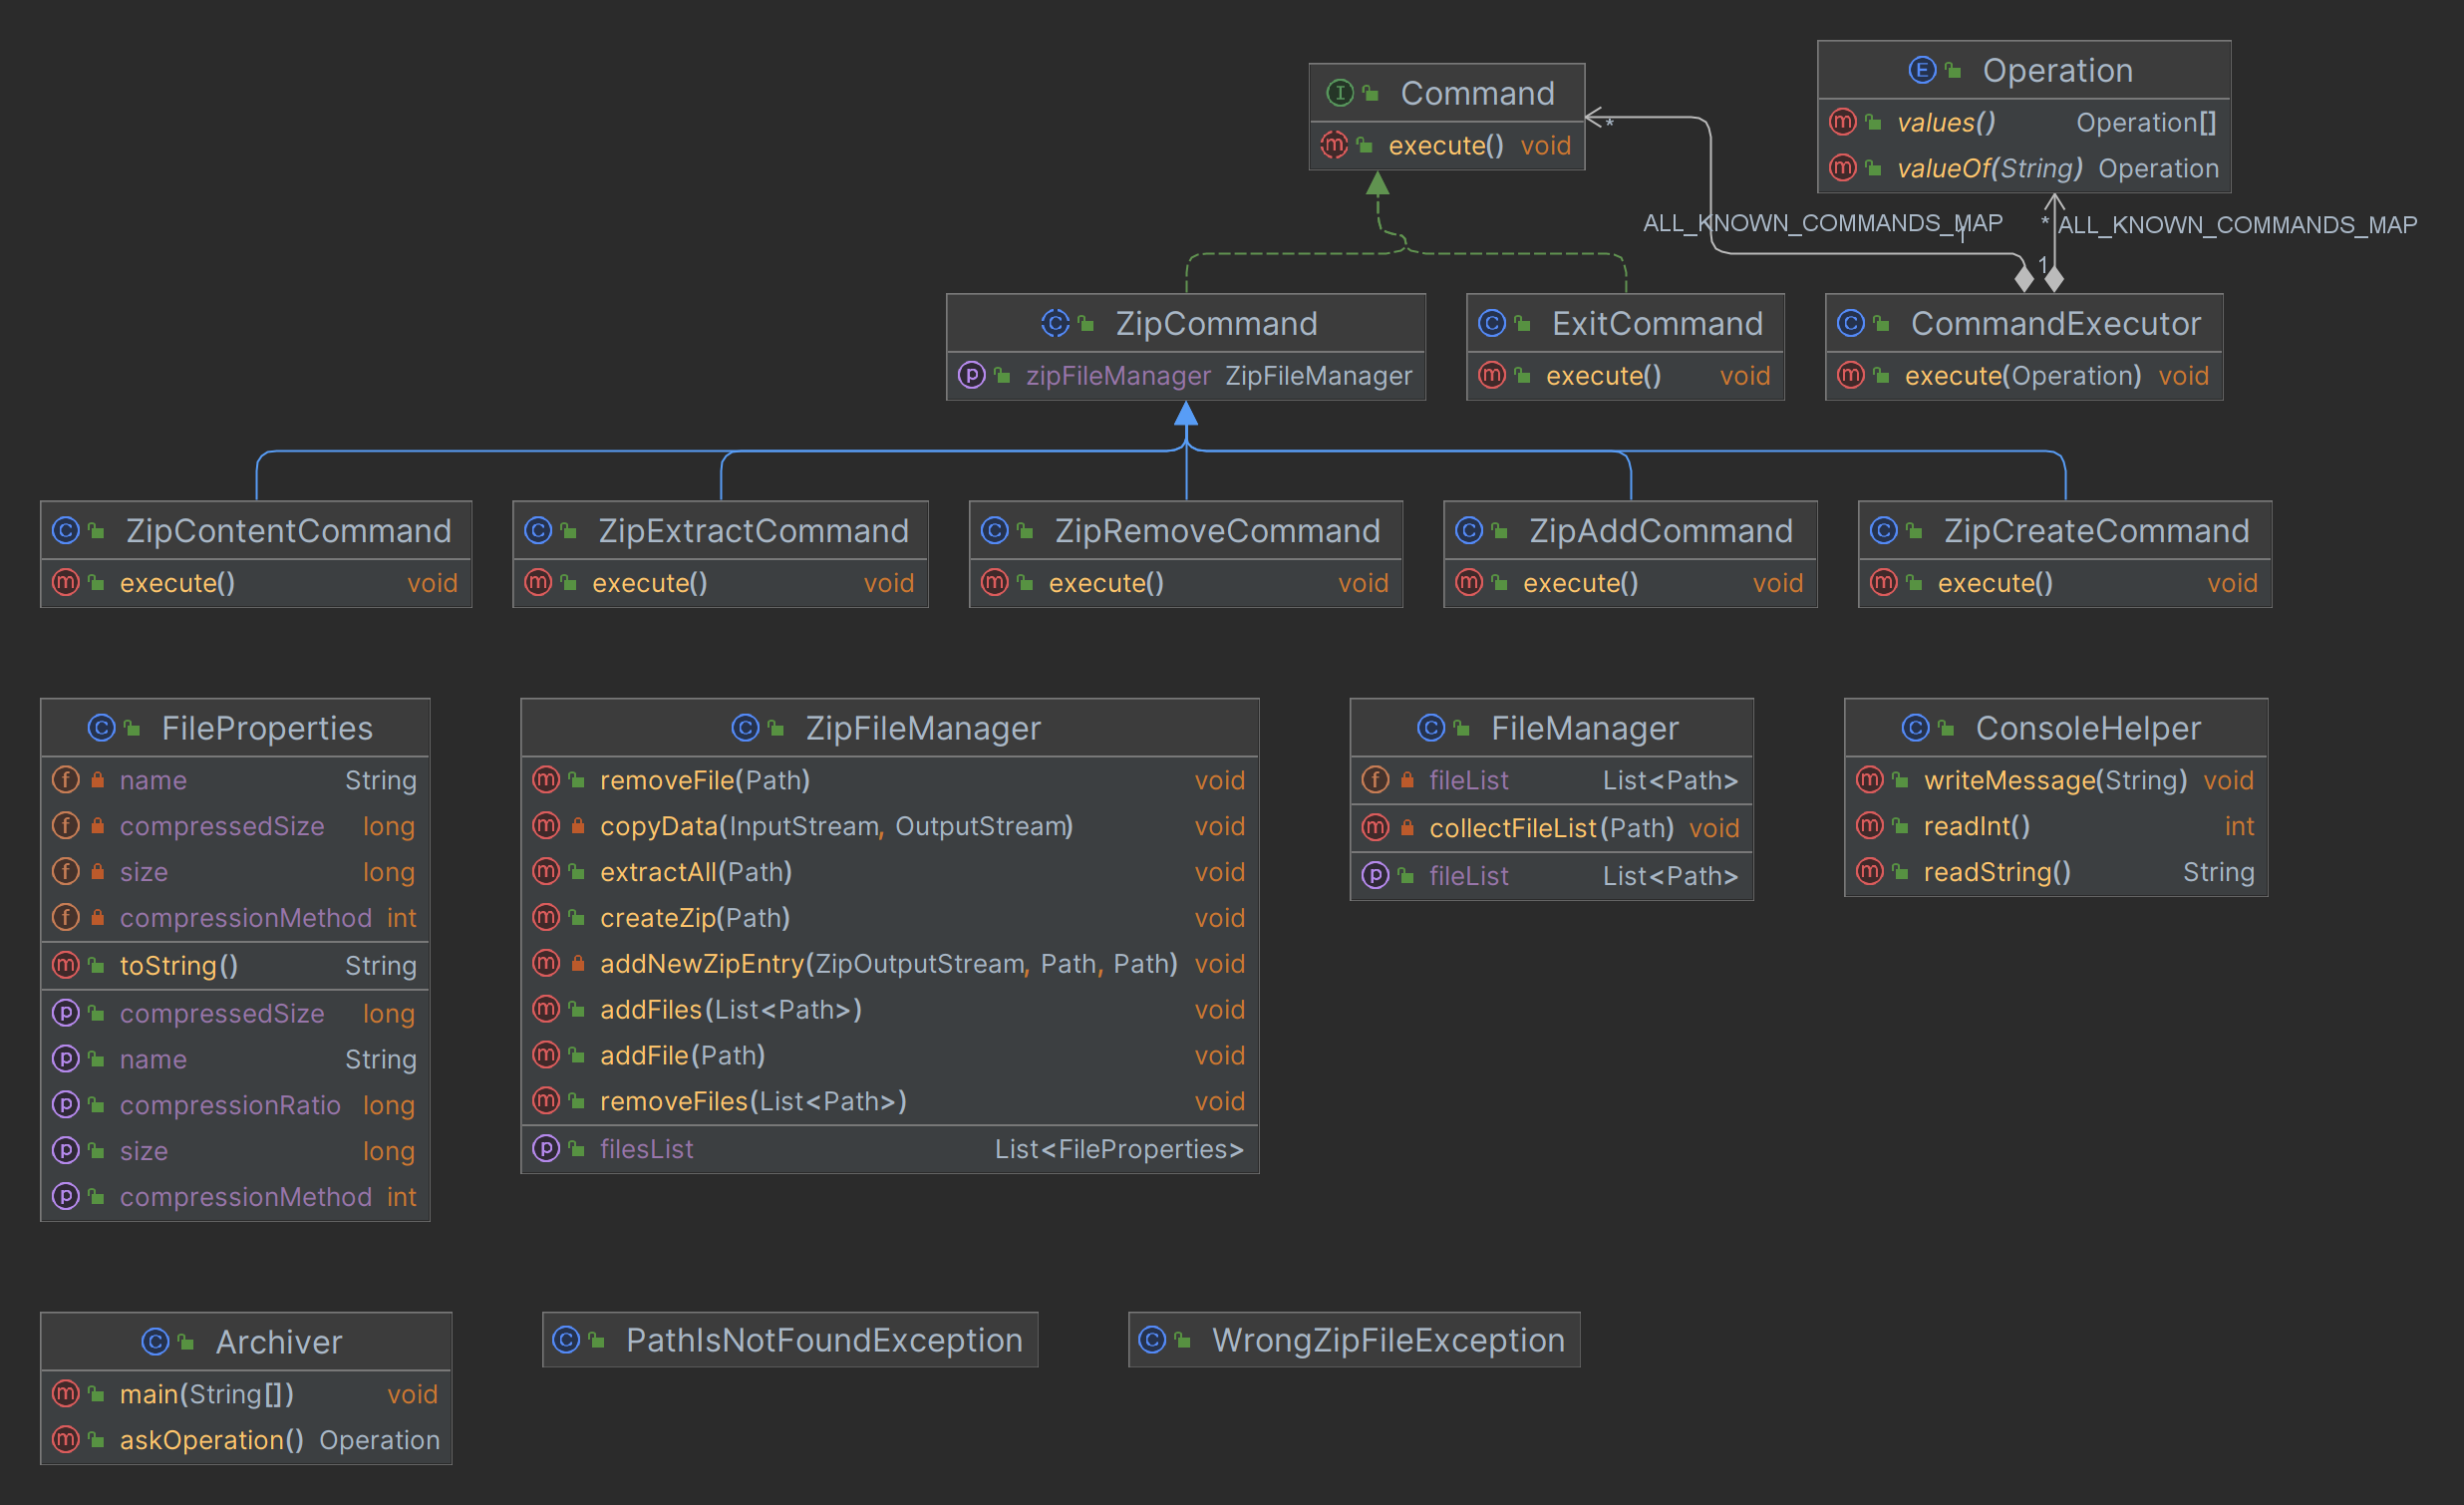 Command
execute() void
Operation
values() Operation[]
valueOf(String) Operation
*
ALL_KNOWN_COMMANDS_MAP
1
* ALL_KNOWN_COMMANDS_MAP
1
ZipCommand
zipFileManager ZipFileManager
ExitCommand
execute() void
CommandExecutor
execute(Operation) void
ZipContentCommand
execute() void
ZipExtractCommand
execute() void
ZipRemoveCommand
execute() void
ZipAddCommand
execute() void
ZipCreateCommand
execute() void
FileProperties
name String
compressedSize long
size long
compressionMethod int
toString() String
compressedSize long
name String
compressionRatio long
size long
compressionMethod int
ZipFileManager
removeFile(Path) void
copyData(InputStream, OutputStream) void
extractAll(Path) void
createZip(Path) void
addNewZipEntry(ZipOutputStream, Path, Path) void
addFiles(List<Path>) void
addFile(Path) void
removeFiles(List<Path>) void
filesList List<FileProperties>
FileManager
fileList List<Path>
collectFileList(Path) void
fileList List<Path>
ConsoleHelper
writeMessage(String) void
readInt() int
readString() String
Archiver
main(String[]) void
askOperation() Operation
PathIsNotFoundException
WrongZipFileException